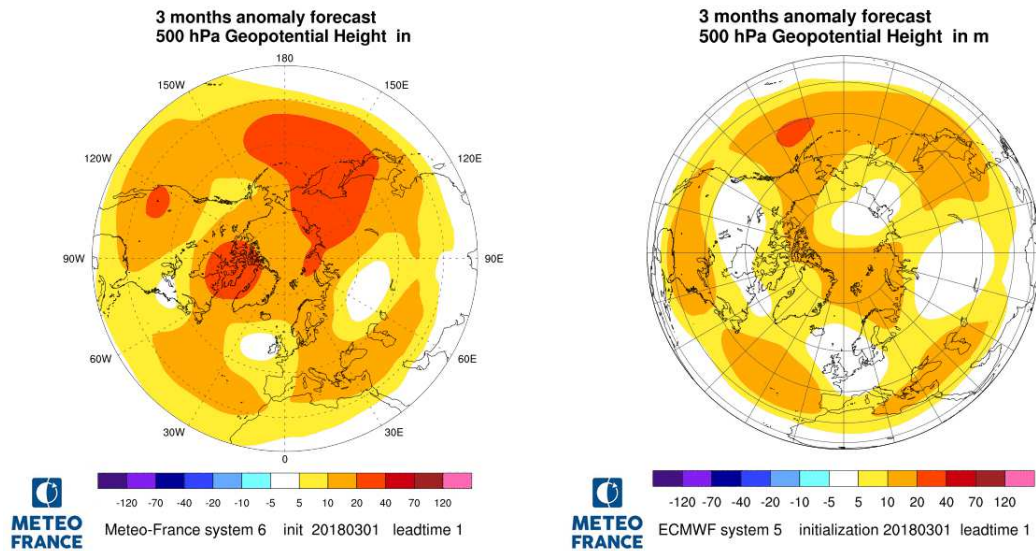 3 months anomaly forecast
500 hPa Geopotential Height in
180
150W
150E
120W
120E
90W
90E
60W
60E
30W
30E
0
-120 -70 -40 -20 -10 -5 5 10 20 40 70 120
METEO
FRANCE
Meteo-France system 6 init 20180301 leadtime 1
3 months anomaly forecast
500 hPa Geopotential Height in m
-120 -70 -40 -20 -10 -5 5 10 20 40 70 120
METEO
FRANCE
ECMWF system 5 initialization 20180301 leadtime 1